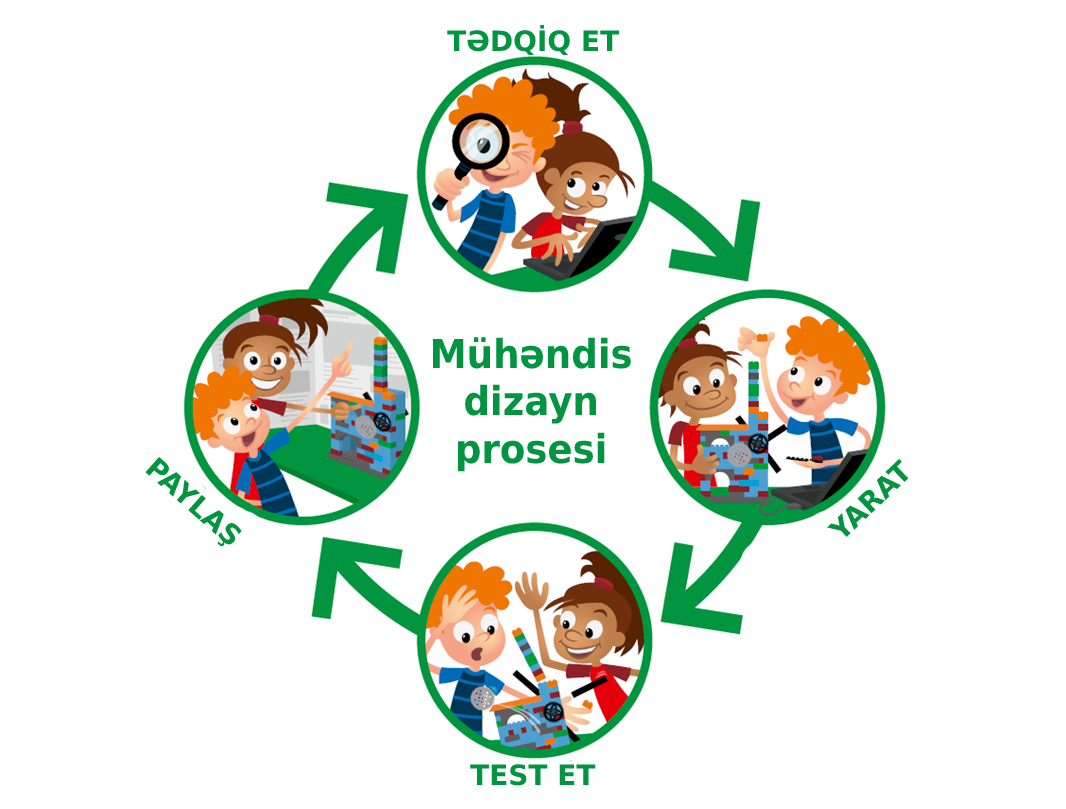 TƏDQİQ ET
Mühəndis
dizayn
prosesi
PAYLAŞ
YARAT
TEST ET